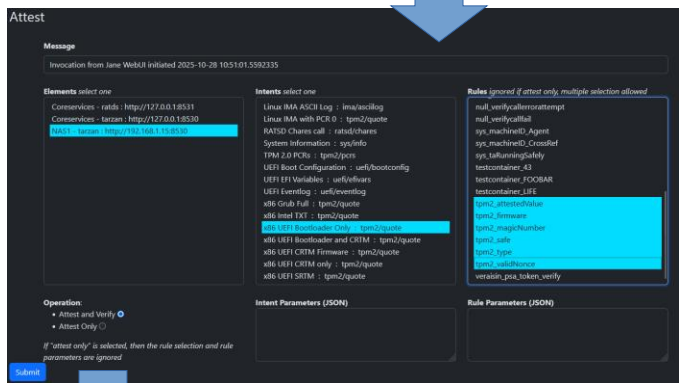 Attest
Message
Invocation from Jane WebUI initiated 2025-10-28 10:51:01.5592335
Elements select one
Coreservices - ratds : http://127.0.0.1:8531
Coreservices - tarzan : http://127.0.0.1:8530
NAS1 - tarzan : http://192.168.1.15:8530
Intents select one
Linux IMA ASCII Log : ima/asciilog
Linux IMA with PCR 0 : tpm2/quote
RATSD Chares call : ratsd/chares
System Information : sys/info
TPM 2.0 PCRs : tpm2/pcrs
UEFI Boot Configuration : uefi/bootconfig
UEFI EFI Variables : uefi/efivars
UEFI Eventlog : uefi/eventlog
x86 Grub Full : tpm2/quote
x86 Intel TXT : tpm2/quote
x86 UEFI Bootloader Only : tpm2/quote
x86 UEFI Bootloader and CRTM : tpm2/quote
x86 UEFI CRTM Firmware : tpm2/quote
x86 UEFI CRTM only : tpm2/quote
x86 UEFI SRTM : tpm2/quote
Rules ignored if attest only, multiple selection allowed
null_verifycallerrorattempt
null_verifycallfail
sys_machineID_Agent
sys_machineID_CrossRef
sys_taRunningSafely
testcontainer_43
testcontainer_FOOBAR
testcontainer_LIFE
tpm2_attestedValue
tpm2_firmware
tpm2_magicNumber
tpm2_safe
tpm2_type
tpm2_validNonce
veraisin_psa_token_verify
Operation:
• Attest and Verify
• Attest Only
If "attest only" is selected, then the rule selection and rule
parameters are ignored
Intent Parameters (JSON)
Rule Parameters (JSON)
Submit